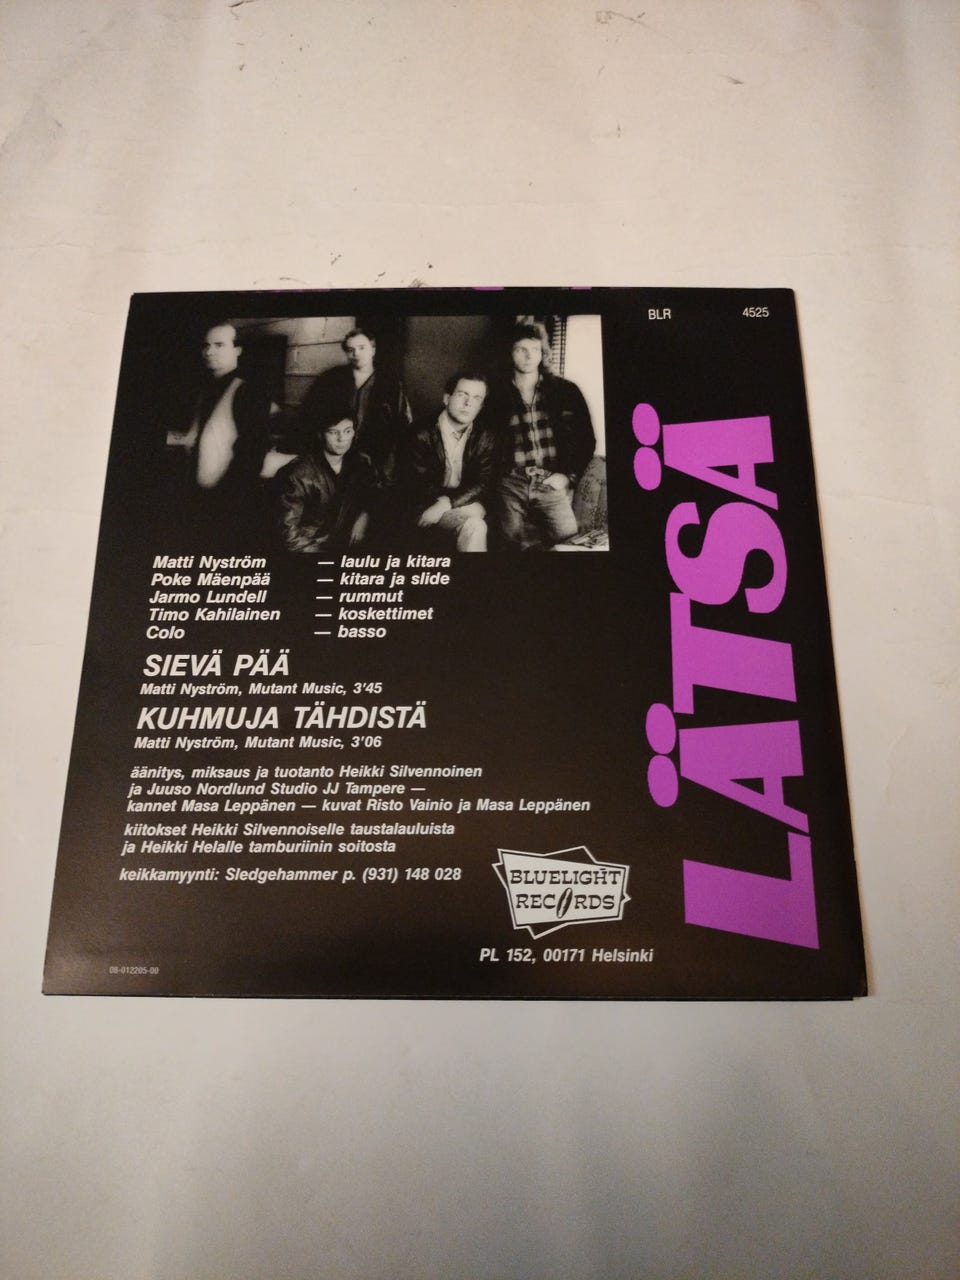 BLR 4525
LÄTSÄ
Matti Nyström — laulu ja kitara
Poke Mäenpää — kitara ja slide
Jarmo Lundell — rummut
Timo Kahilainen — koskettimet
Colo — basso
SIEVÄ PÄÄ
Matti Nyström, Mutant Music, 3'45
KUHMUJA TÄHDISTÄ
Matti Nyström, Mutant Music, 3'06
äänitys, miksaus ja tuotanto Heikki Silvennoinen
ja Juuso Nordlund Studio JJ Tampere —
kannet Masa Leppänen — kuvat Risto Vainio ja Masa Leppänen
kiitokset Heikki Silvennoiselle taustalauluista
ja Heikki Helalle tamburiinin soitosta
keikkamyynti: Sledgehammer p. (931) 148 028
BLUELIGHT
RECORDS
PL 152, 00171 Helsinki
08-012205-00